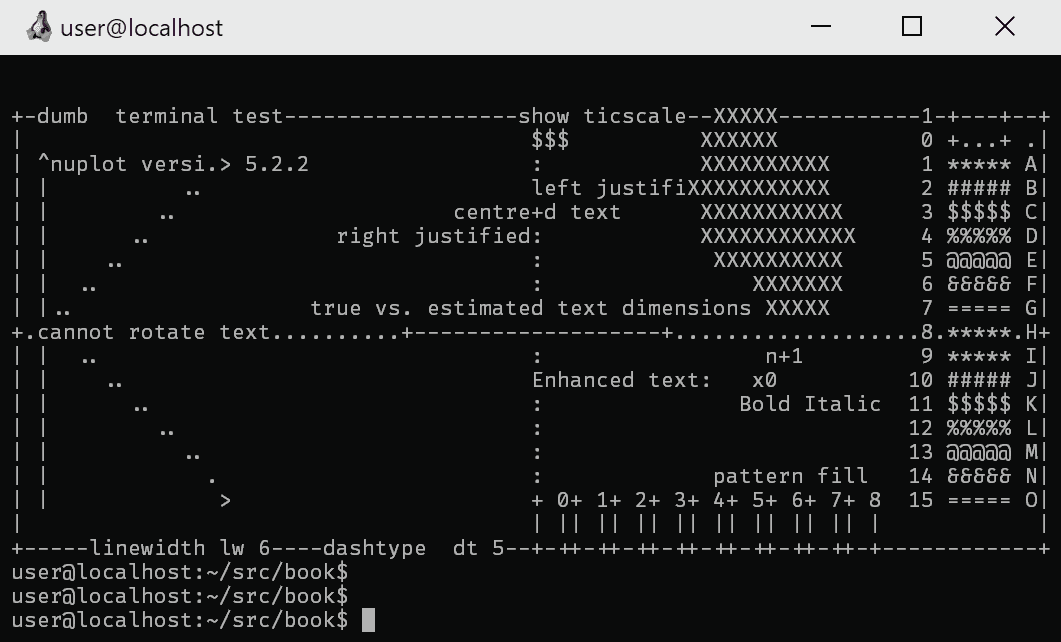 user@localhost
+-dumb  terminal test------------------show ticscale--XXXXX-----------1-+---+--+
|                                       $$$          XXXXXX           0 +...+ .|
| ^nuplot versi.> 5.2.2                 :            XXXXXXXXXX       1 ***** A|
| |           ..                          left justifiXXXXXXXXXXX      2 ##### B|
| |         ..                      centre+d text      XXXXXXXXXXX     3 $$$$$ C|
| |       ..               right justified:            XXXXXXXXXXXX    4 %%%%% D|
| |     ..                                :             XXXXXXXXXX     5 @@@@@ E|
| |   ..                                  :                XXXXXXX     6 &&&&& F|
| |..                   true vs. estimated text dimensions XXXXX      7 ===== G|
+.cannot rotate text..........+-------------------+...................8.*****.H+
| |   ..                                  :                 n+1        9 ***** I|
| |     ..                                Enhanced text:   x0         10 ##### J|
| |       ..                              :               Bold Italic  11 $$$$$ K|
| |         ..                            :                           12 %%%%% L|
| |           ..                          :                           13 @@@@@ M|
| |            .                          :             pattern fill   14 &&&&& N|
| |             >                         + 0+ 1+ 2+ 3+ 4+ 5+ 6+ 7+ 8  15 ===== O|
|                                        | || || || || || || || || |            |
+-----linewidth lw 6----dashtype  dt 5--+-++-++-++-++-++-++-++-++-+------------+
user@localhost:~/src/book$
user@localhost:~/src/book$
user@localhost:~/src/book$